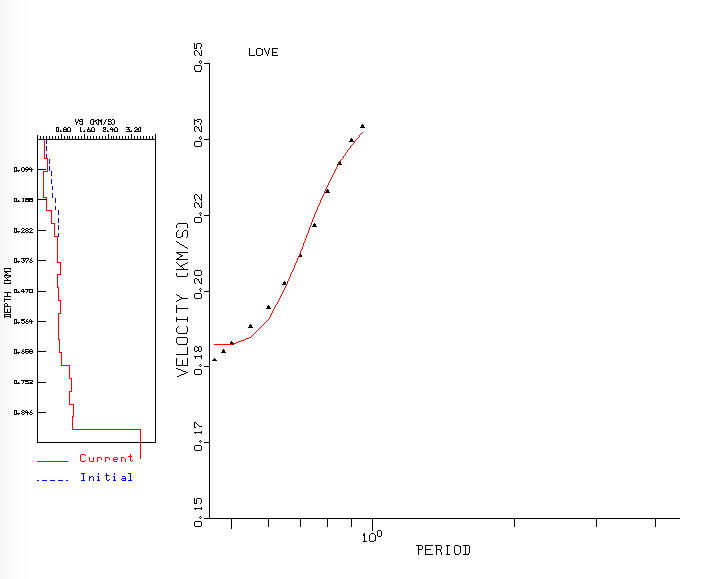 LOVE
VS (KM/S)
0.80 1.60 2.40 3.20
DEPTH (KM)
0.094
0.188
0.282
0.376
0.470
0.564
0.658
0.752
0.846
Current
Initial
VELOCITY (KM/S)
0.25
0.23
0.22
0.20
0.18
0.17
0.15
10⁰
PERIOD